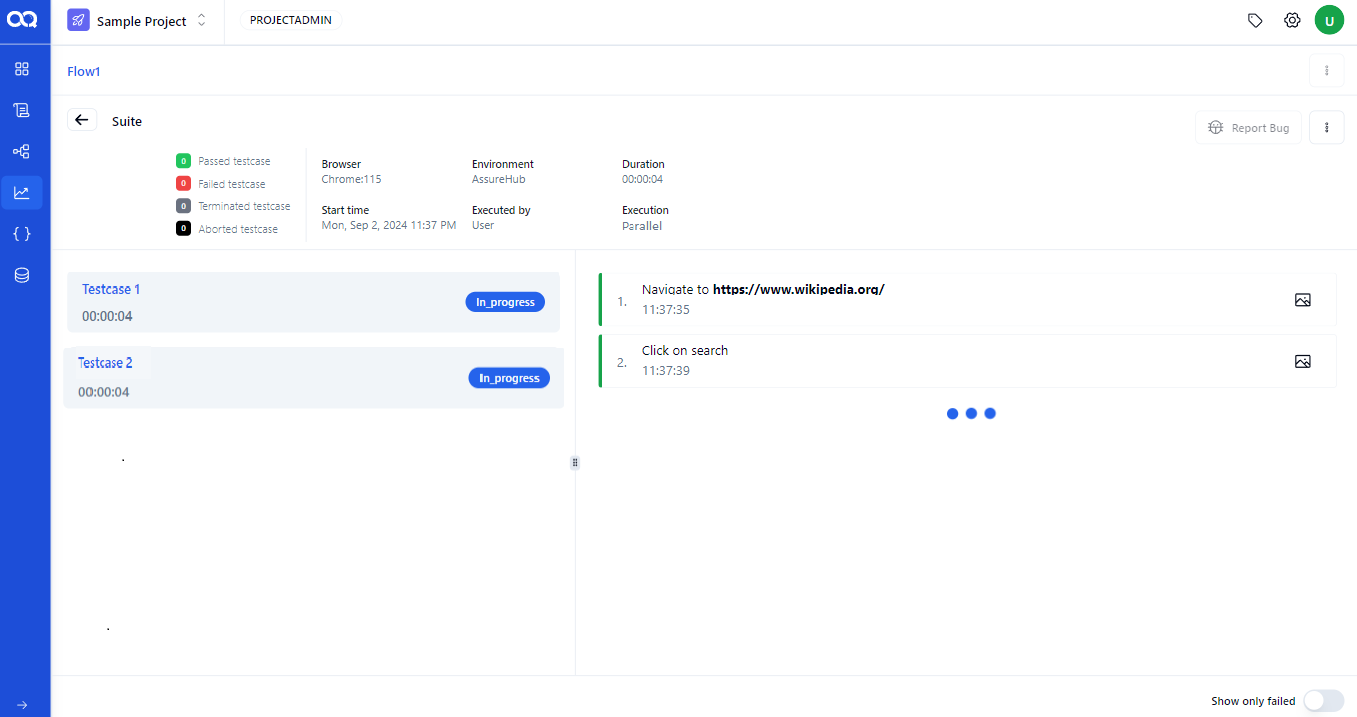 Sample Project
PROJECTADMIN
U
Flow1
Suite
Report Bug
0 Passed testcase
0 Failed testcase
0 Terminated testcase
0 Aborted testcase
Browser
Chrome:115
Environment
AssureHub
Duration
00:00:04
Start time
Mon, Sep 2, 2024 11:37 PM
Executed by
User
Execution
Parallel
Testcase 1
00:00:04
In_progress
Testcase 2
00:00:04
In_progress
1. Navigate to https://www.wikipedia.org/
11:37:35
2. Click on search
11:37:39
Show only failed